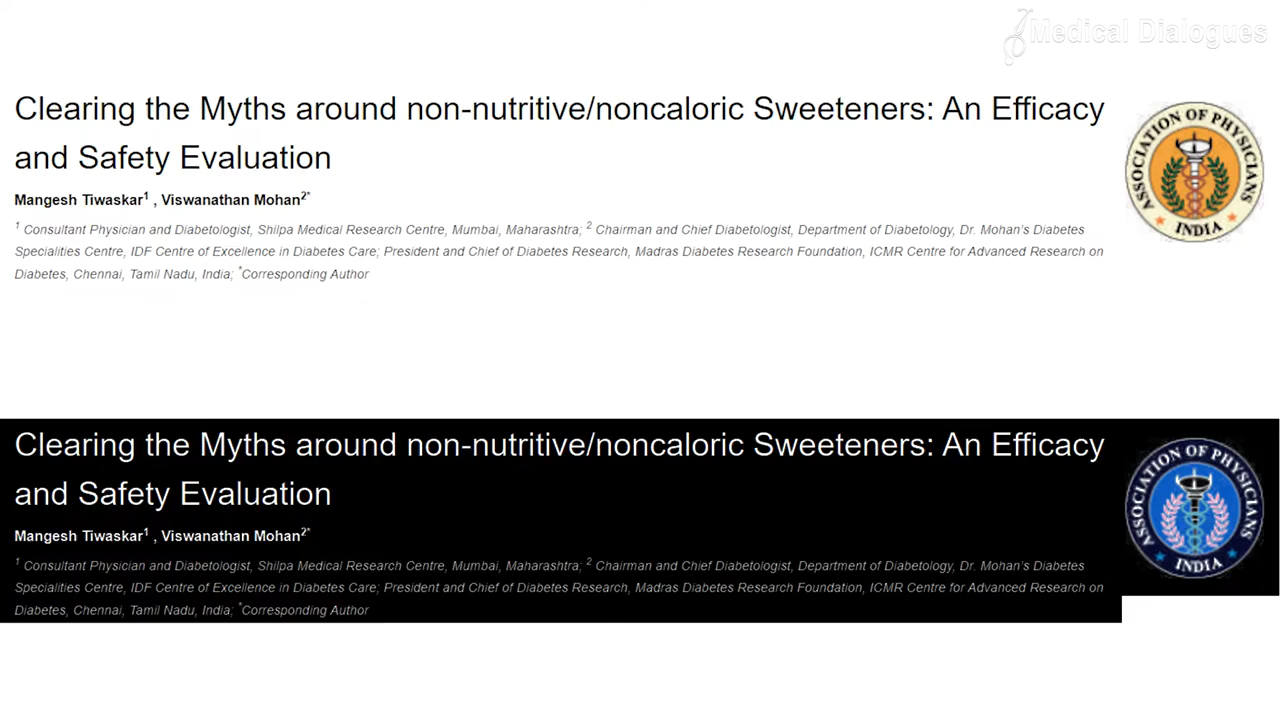 Medical Dialogues
Clearing the Myths around non-nutritive/noncaloric Sweeteners: An Efficacy
and Safety Evaluation
Mangesh Tiwaskar1 , Viswanathan Mohan2*
1 Consultant Physician and Diabetologist, Shilpa Medical Research Centre, Mumbai, Maharashtra; 2 Chairman and Chief Diabetologist, Department of Diabetology, Dr. Mohan's Diabetes
Specialities Centre, IDF Centre of Excellence in Diabetes Care; President and Chief of Diabetes Research, Madras Diabetes Research Foundation, ICMR Centre for Advanced Research on
Diabetes, Chennai, Tamil Nadu, India; *Corresponding Author
ASSOCIATION OF PHYSICIANS
INDIA
Clearing the Myths around non-nutritive/noncaloric Sweeteners: An Efficacy
and Safety Evaluation
Mangesh Tiwaskar1 , Viswanathan Mohan2*
1 Consultant Physician and Diabetologist, Shilpa Medical Research Centre, Mumbai, Maharashtra; 2 Chairman and Chief Diabetologist, Department of Diabetology, Dr. Mohan's Diabetes
Specialities Centre, IDF Centre of Excellence in Diabetes Care; President and Chief of Diabetes Research, Madras Diabetes Research Foundation, ICMR Centre for Advanced Research on
Diabetes, Chennai, Tamil Nadu, India; *Corresponding Author
ASSOCIATION OF PHYSICIANS
INDIA